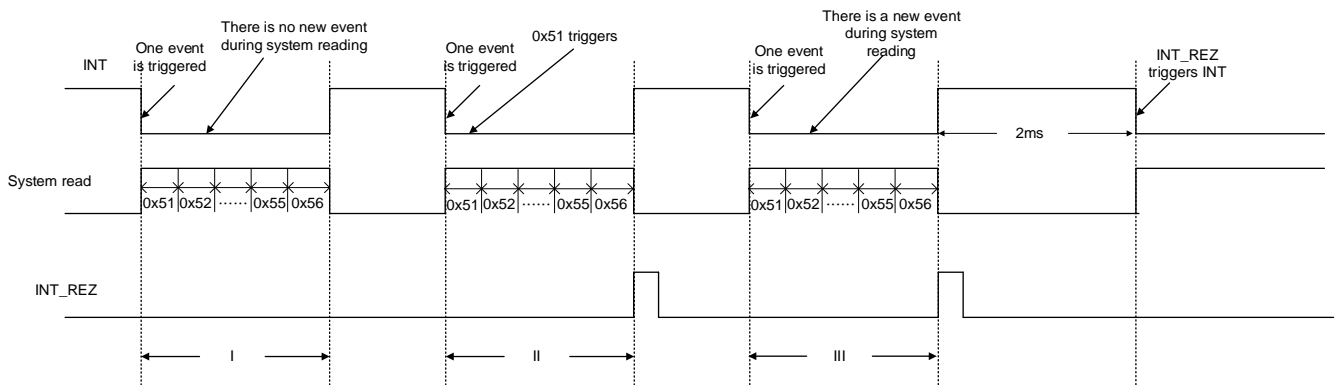 There is no new event
during system reading
One event
is triggered
INT
One event
is triggered
0x51 triggers
There is a new event
during system
reading
One event
is triggered
INT_REZ
triggers INT
2ms
System read
0x51 0x52 ······ 0x55 0x56
0x51 0x52 ······ 0x55 0x56
0x51 0x52 ······ 0x55 0x56
INT_REZ
I
II
III